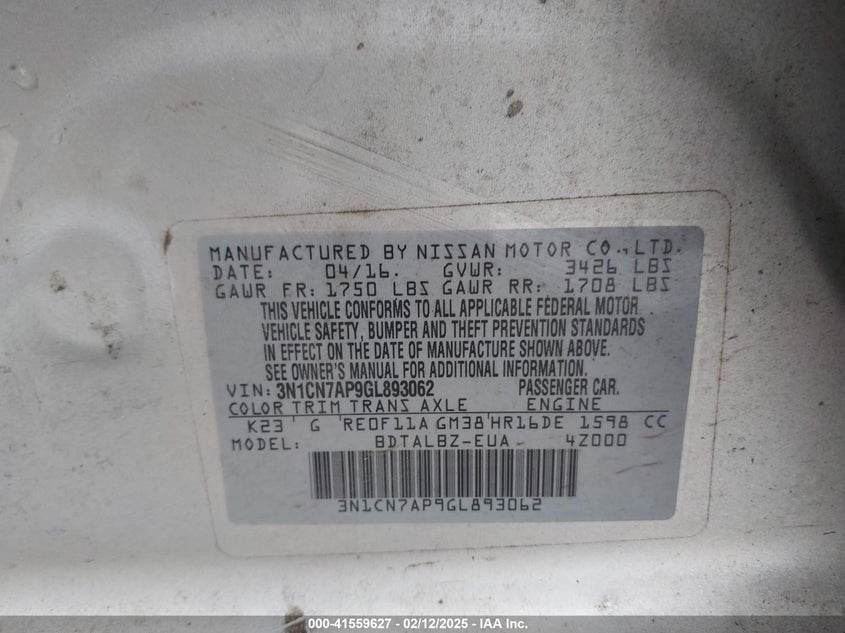 MANUFACTURED BY NISSAN MOTOR CO., LTD.
DATE: 04/16. GVWR: 3426 LBS
GAWR FR: 1750 LBS GAWR RR: 1708 LBS
THIS VEHICLE CONFORMS TO ALL APPLICABLE FEDERAL MOTOR
VEHICLE SAFETY, BUMPER AND THEFT PREVENTION STANDARDS
IN EFFECT ON THE DATE OF MANUFACTURE SHOWN ABOVE.
SEE OWNER'S MANUAL FOR ADDITIONAL INFORMATION.
VIN: 3N1CN7AP9GL893062 PASSENGER CAR.
COLOR TRIM TRANS AXLE ENGINE
K23 ' G RE0F11A GM38'HR16DE 1598 CC
MODEL: BDTALBZ-EUA 4Z000
3N1CN7AP9GL893062
000-41559627 - 02/12/2025 - IAA Inc.